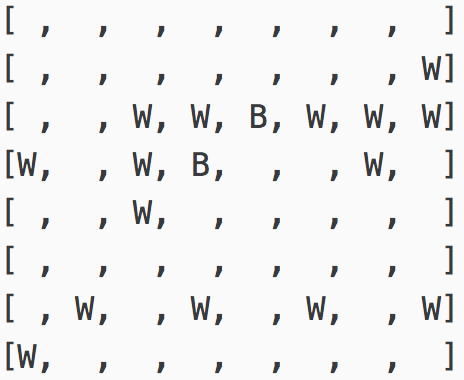 [ ,  ,  ,  ,  ,  ,  ,  ]
[ ,  ,  ,  ,  ,  ,  , W]
[ ,  , W, W, B, W, W, W]
[W,  , W, B,  ,  , W,  ]
[ ,  , W,  ,  ,  ,  ,  ]
[ ,  ,  ,  ,  ,  ,  ,  ]
[ , W,  , W,  , W,  , W]
[W,  ,  ,  ,  ,  ,  ,  ]